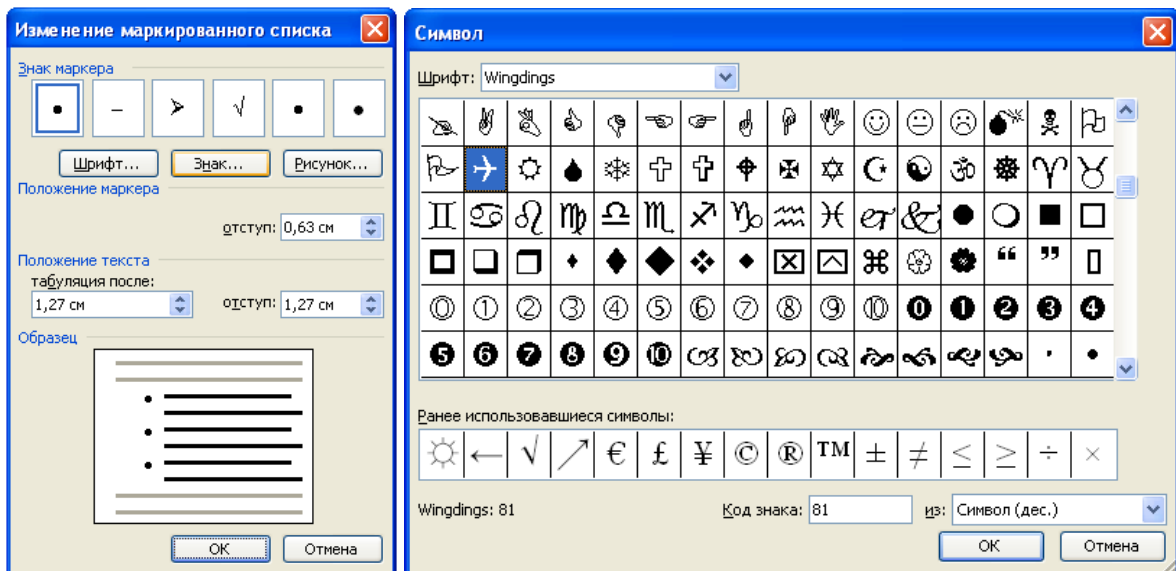 Изменение маркированного списка
Знак маркера
Шрифт... Знак... Рисунок...
Положение маркера
отступ: 0,63 см
Положение текста
табуляция после:
1,27 см отступ: 1,27 см
Образец
ОК Отмена
Символ
Шрифт: Wingdings
Ранее использовавшиеся символы:
☼ ← √ ↗ € £ ¥ © ® ™ ± ≠ ≤ ≥ ÷ ×
Wingdings: 81 Код знака: 81 из: Символ (дес.)
ОК Отмена